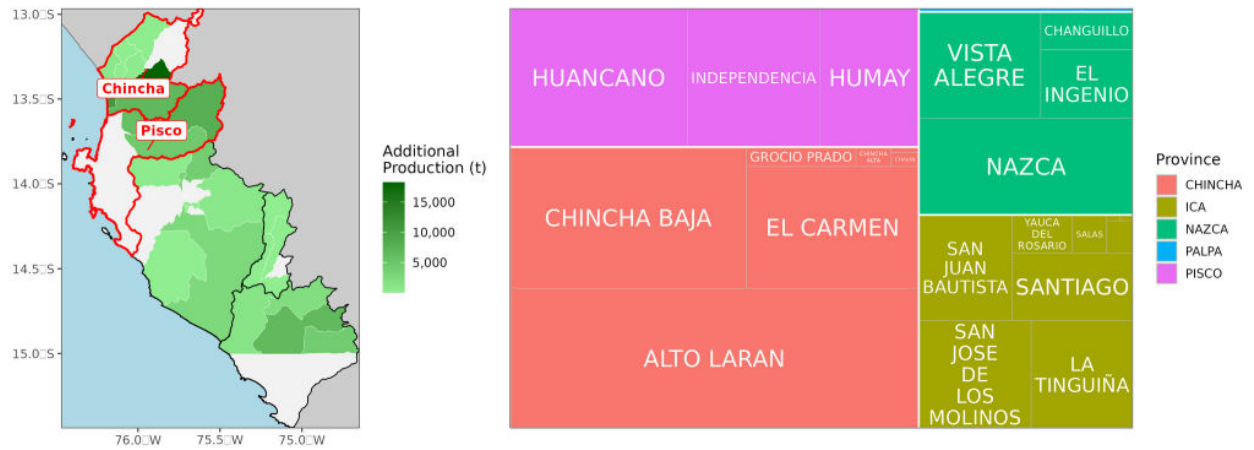 13.0□S
13.5□S
14.0□S
14.5□S
15.0□S
76.0□W
75.5□W
75.0□W
Chincha
Pisco
Additional
Production (t)
15,000
10,000
5,000
HUANCANO
INDEPENDENCIA
HUMAY
GROCIO PRADO
CHINCHA
ALTA
CHINCHA BAJA
EL CARMEN
ALTO LARAN
VISTA
ALEGRE
CHANGUILLO
EL
INGENIO
NAZCA
SAN
JUAN
BAUTISTA
YAUCA
DEL
ROSARIO
SALAS
SANTIAGO
SAN
JOSE
DE
LOS
MOLINOS
LA
TINGUIÑA
Province
CHINCHA
ICA
NAZCA
PALPA
PISCO